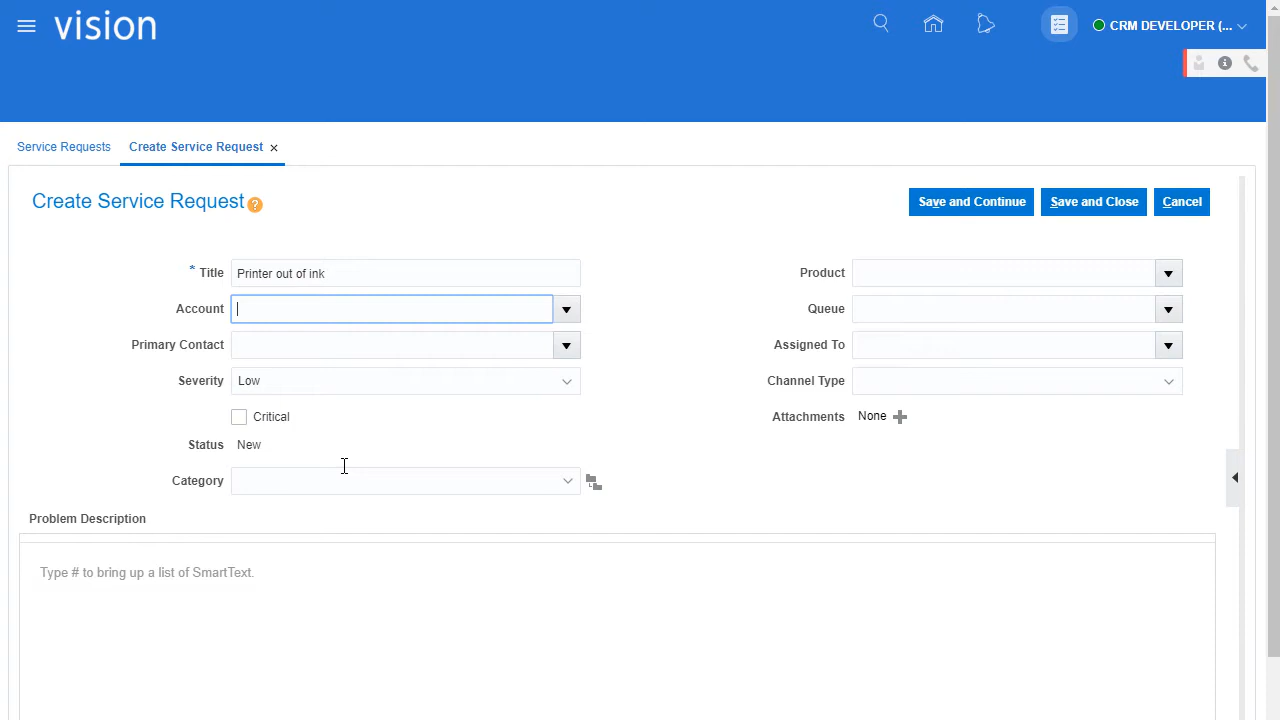 vision
CRM DEVELOPER (...
Service Requests
Create Service Request
Create Service Request
Save and Continue
Save and Close
Cancel
* Title Printer out of ink
Account
Primary Contact
Severity Low
Critical
Status New
Category
Product
Queue
Assigned To
Channel Type
Attachments None
Problem Description
Type # to bring up a list of SmartText.